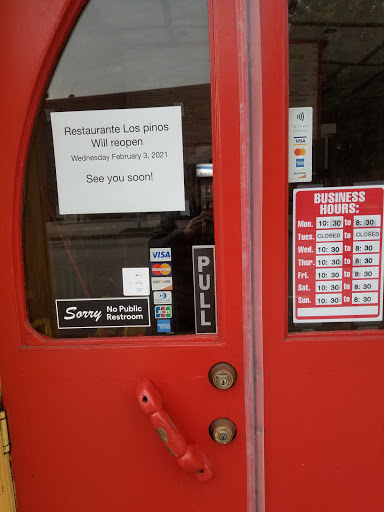 Restaurante Los pinos
Will reopen
Wednesday February 3, 2021
See you soon!
VISA
MasterCard
DISCOVER
JCB
Sorry No Public
Restroom
PULL
VISA
BUSINESS
HOURS:
Mon. 10: 30 to 8: 30
Tues. CLOSED to CLOSED
Wed. 10: 30 to 8: 30
Thur. 10: 30 to 8: 30
Fri. 10: 30 to 8: 30
Sat. 10: 30 to 8: 30
Sun. 10: 30 to 8: 30